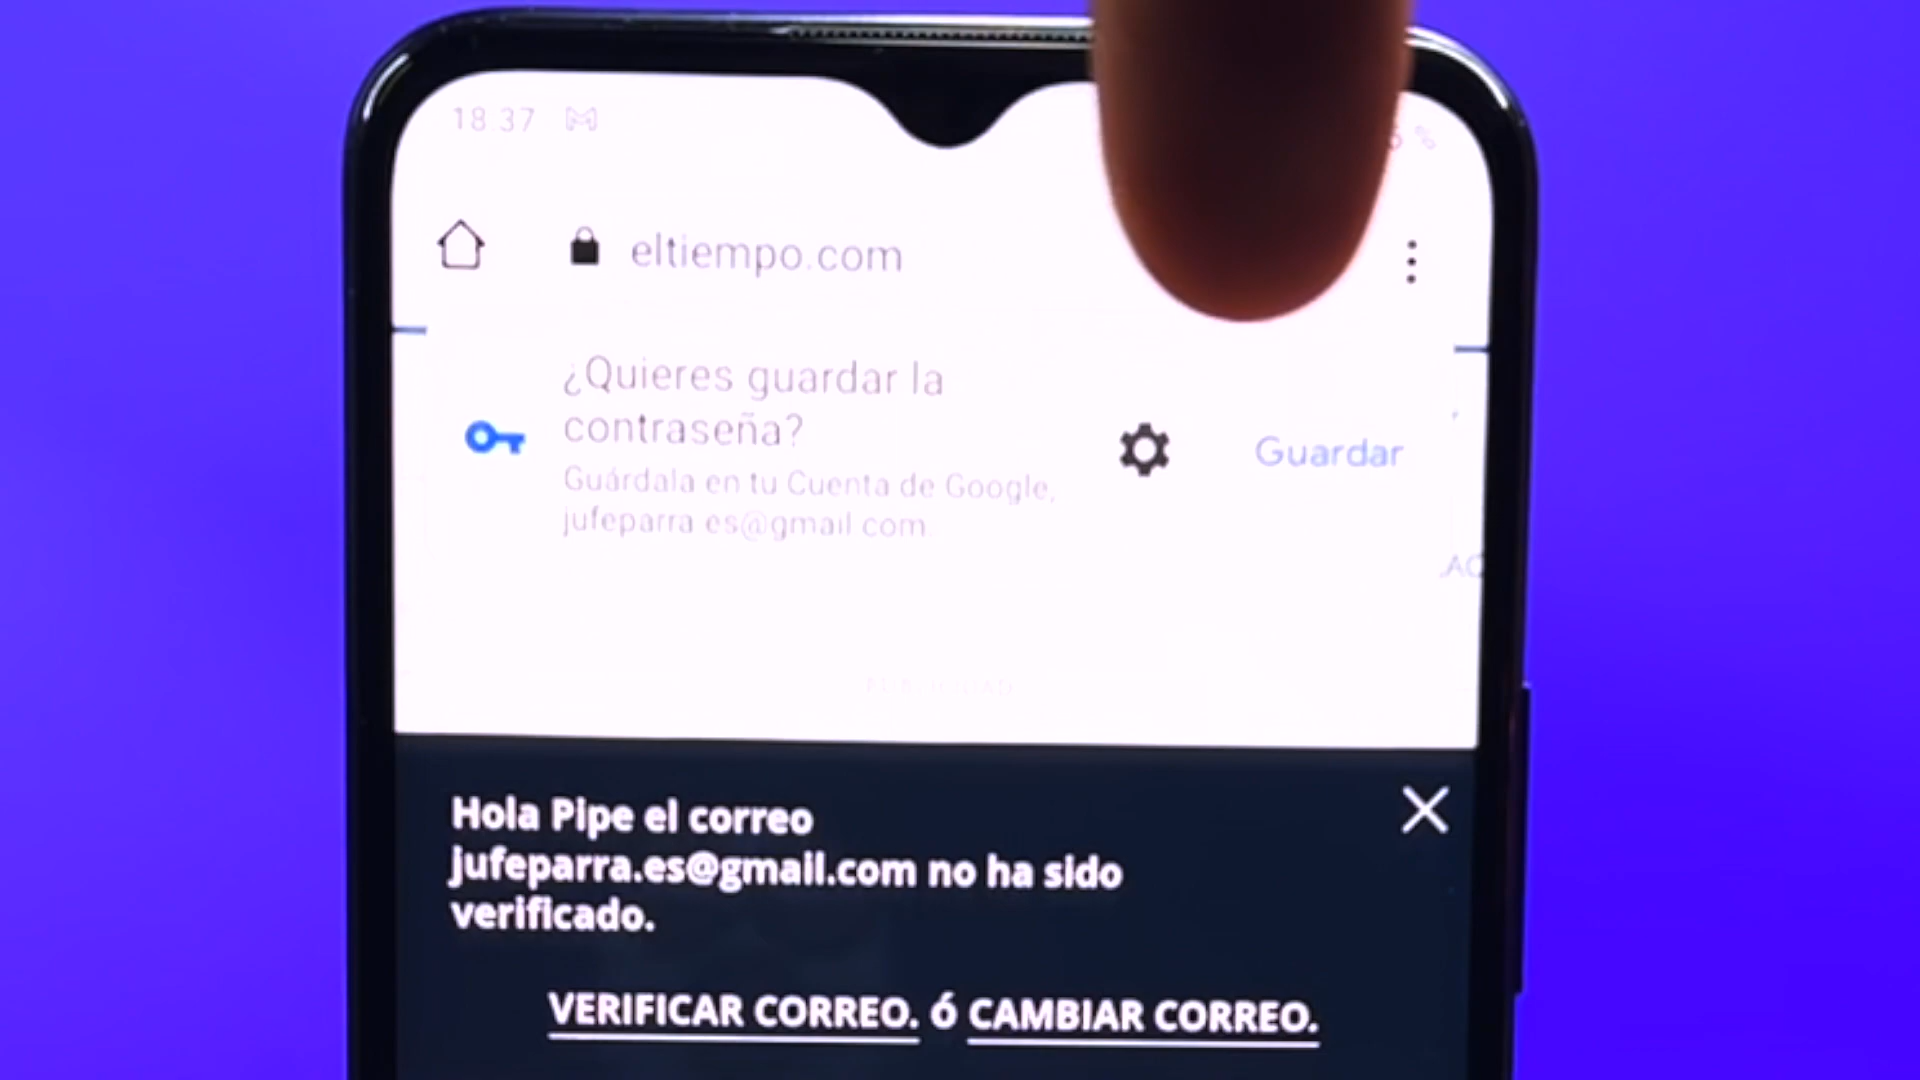 18:37
%
eltiempo.com
¿Quieres guardar la
contraseña?
Guardar
Guárdala en tu Cuenta de Google,
jufeparra.es@gmail.com.
PUBLICIDAD
Hola Pipe el correo
jufeparra.es@gmail.com no ha sido
verificado.
VERIFICAR CORREO. ó CAMBIAR CORREO.